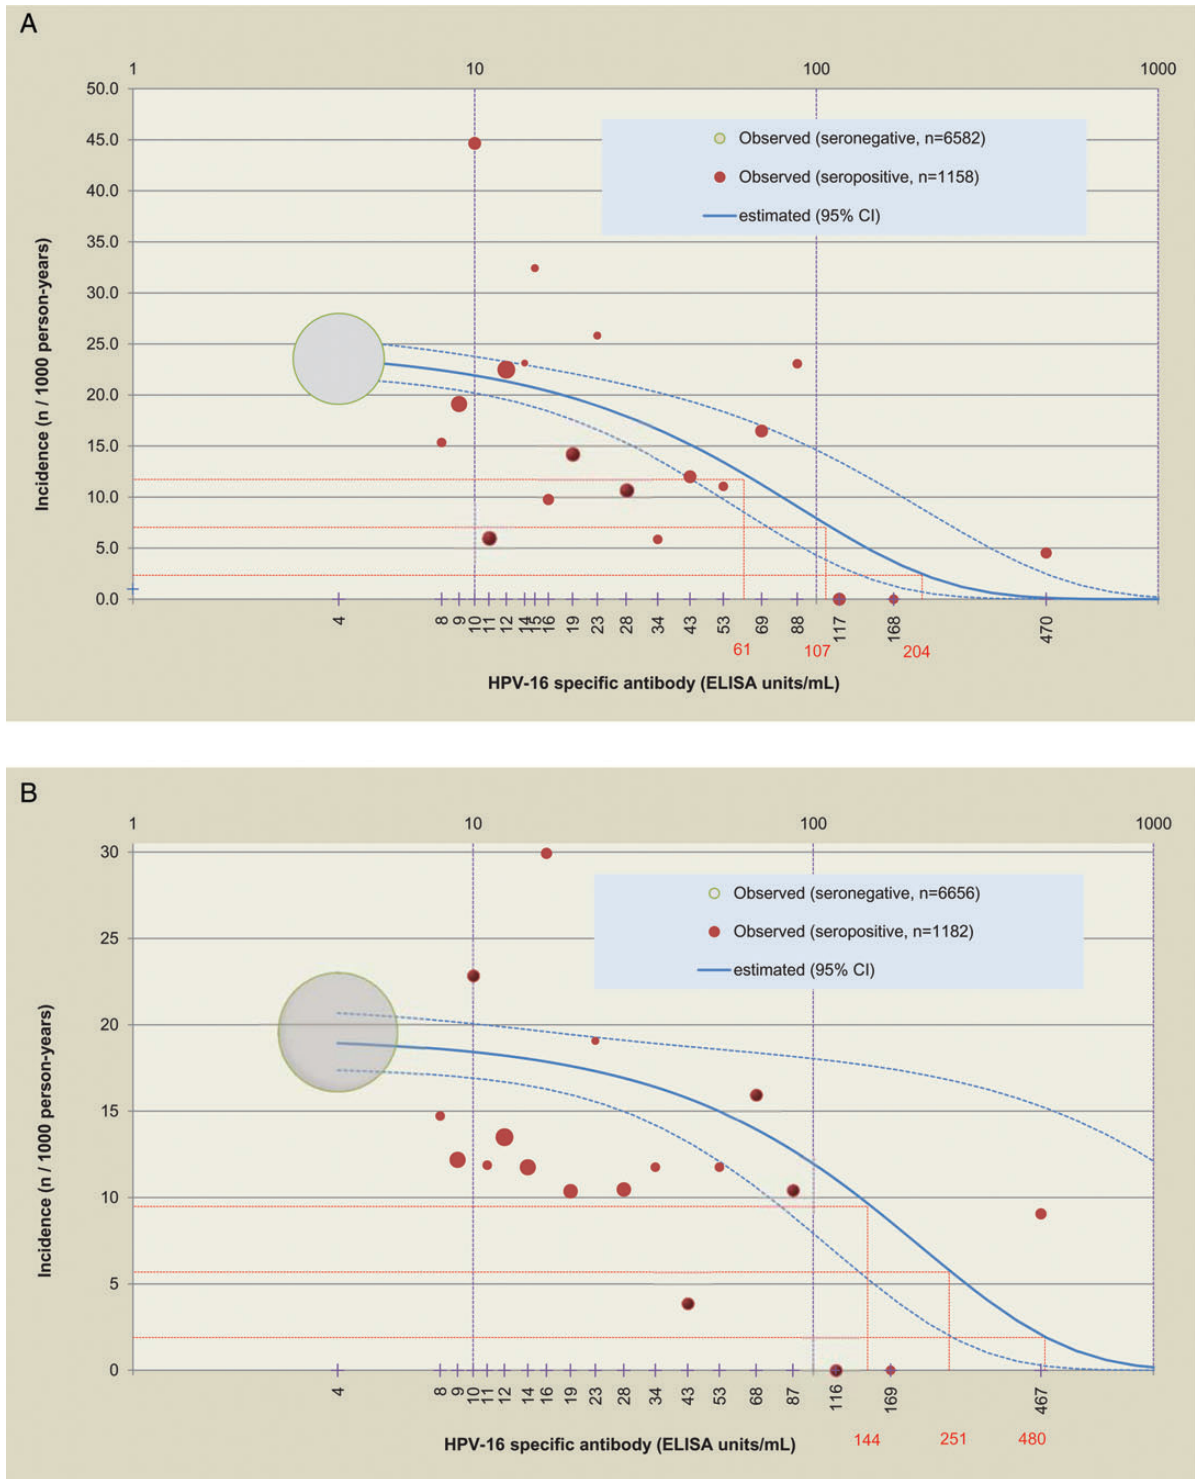 A
1 10 100 1000
50.0
45.0
40.0
35.0
30.0
25.0
20.0
15.0
10.0
5.0
0.0
Incidence (n / 1000 person-years)
Observed (seronegative, n=6582)
Observed (seropositive, n=1158)
estimated (95% CI)
4 8 9 10 11 12 14 15 16 19 23 28 34 43 53 69 88 117 168 470
61 107 204
HPV-16 specific antibody (ELISA units/mL)
B
1 10 100 1000
30
25
20
15
10
5
0
Incidence (n / 1000 person-years)
Observed (seronegative, n=6656)
Observed (seropositive, n=1182)
estimated (95% CI)
4 8 9 10 11 12 14 16 19 23 28 34 43 53 68 87 116 169 467
144 251 480
HPV-16 specific antibody (ELISA units/mL)